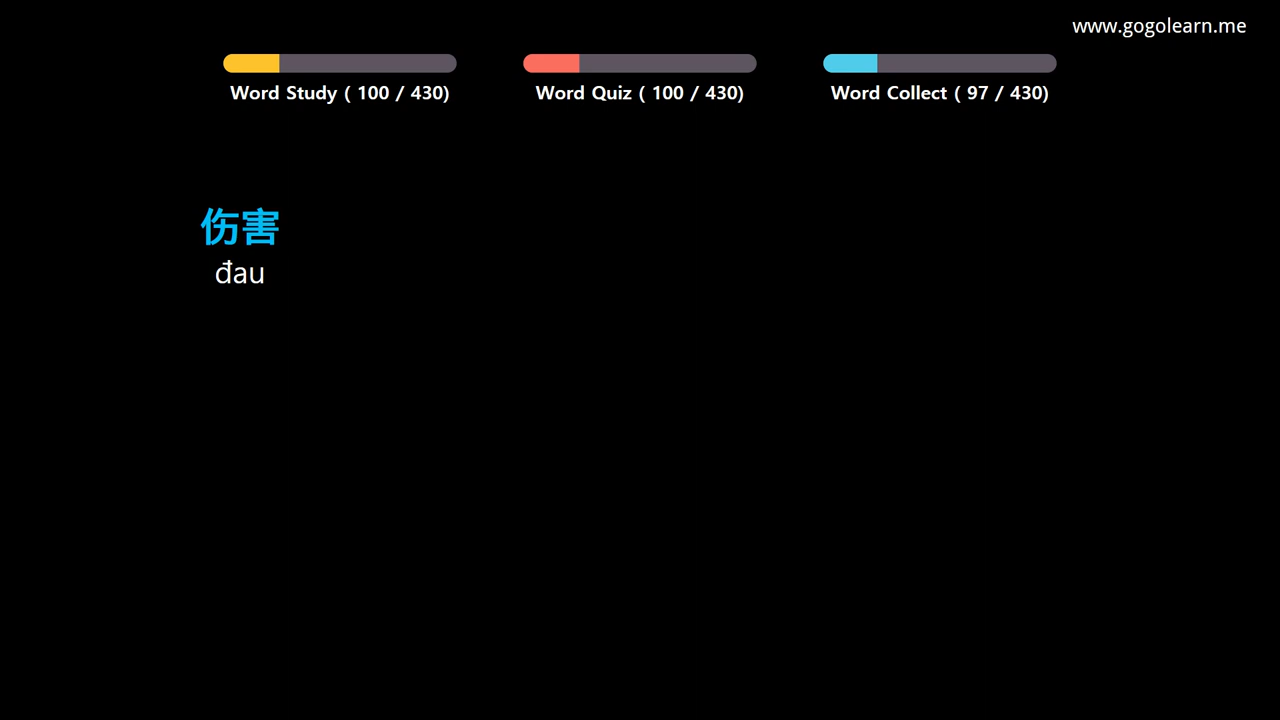 www.gogolearn.me
Word Study ( 100 / 430)
Word Quiz ( 100 / 430)
Word Collect ( 97 / 430)
伤害
đau